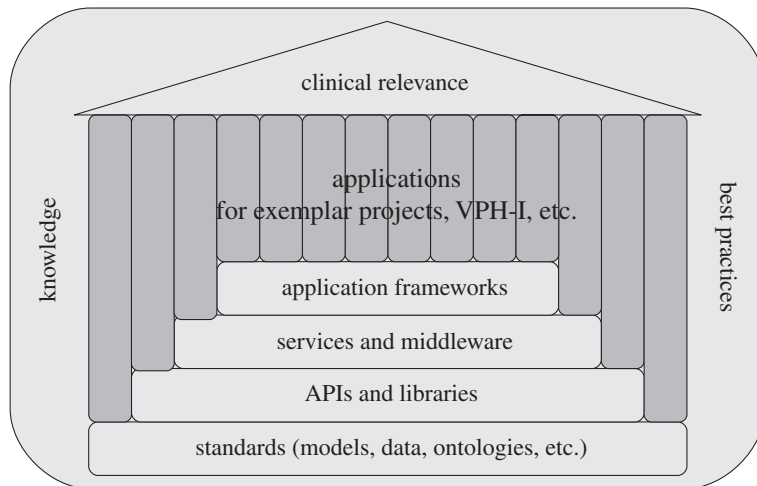 clinical relevance
knowledge
applications
for exemplar projects, VPH-I, etc.
best practices
application frameworks
services and middleware
APIs and libraries
standards (models, data, ontologies, etc.)